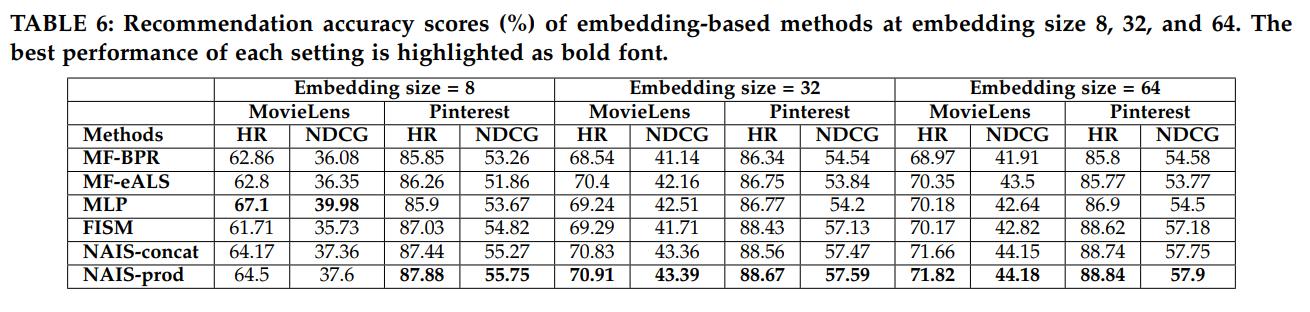 TABLE 6: Recommendation accuracy scores (%) of embedding-based methods at embedding size 8, 32, and 64. The
best performance of each setting is highlighted as bold font.
Embedding size = 8 Embedding size = 32 Embedding size = 64
MovieLens Pinterest MovieLens Pinterest MovieLens Pinterest
Methods HR NDCG HR NDCG HR NDCG HR NDCG HR NDCG HR NDCG
MF-BPR 62.86 36.08 85.85 53.26 68.54 41.14 86.34 54.54 68.97 41.91 85.8 54.58
MF-eALS 62.8 36.35 86.26 51.86 70.4 42.16 86.75 53.84 70.35 43.5 85.77 53.77
MLP 67.1 39.98 85.9 53.67 69.24 42.51 86.77 54.2 70.18 42.64 86.9 54.5
FISM 61.71 35.73 87.03 54.82 69.29 41.71 88.43 57.13 70.17 42.82 88.62 57.18
NAIS-concat 64.17 37.36 87.44 55.27 70.83 43.36 88.56 57.47 71.66 44.15 88.74 57.75
NAIS-prod 64.5 37.6 87.88 55.75 70.91 43.39 88.67 57.59 71.82 44.18 88.84 57.9